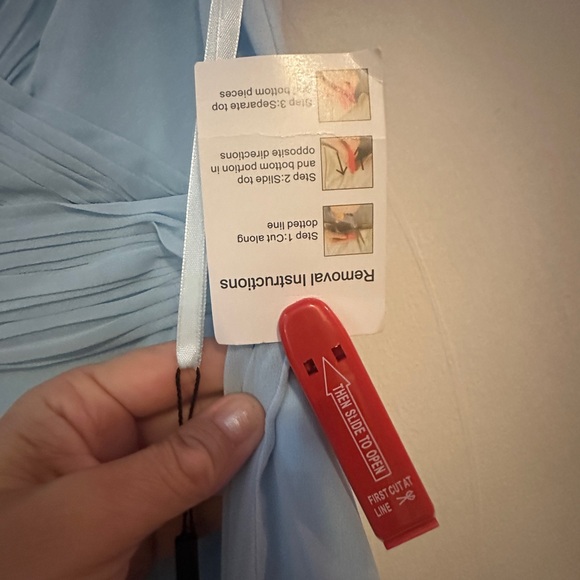 Removal Instructions
Step 1:Cut along
dotted line
Step 2:Slide top
and bottom portion in
opposite directions
Step 3:Separate top
and bottom pieces
THEN SLIDE TO OPEN
FIRST CUT AT
LINE